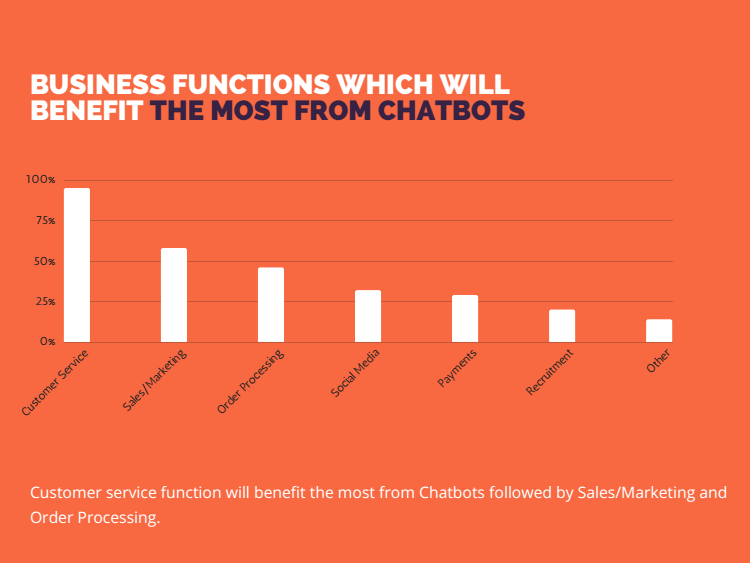 BUSINESS FUNCTIONS WHICH WILL
BENEFIT THE MOST FROM CHATBOTS
100%
75%
50%
25%
0%
Customer Service
Sales/Marketing
Order Processing
Social Media
Payments
Recruitment
Other
Customer service function will benefit the most from Chatbots followed by Sales/Marketing and
Order Processing.